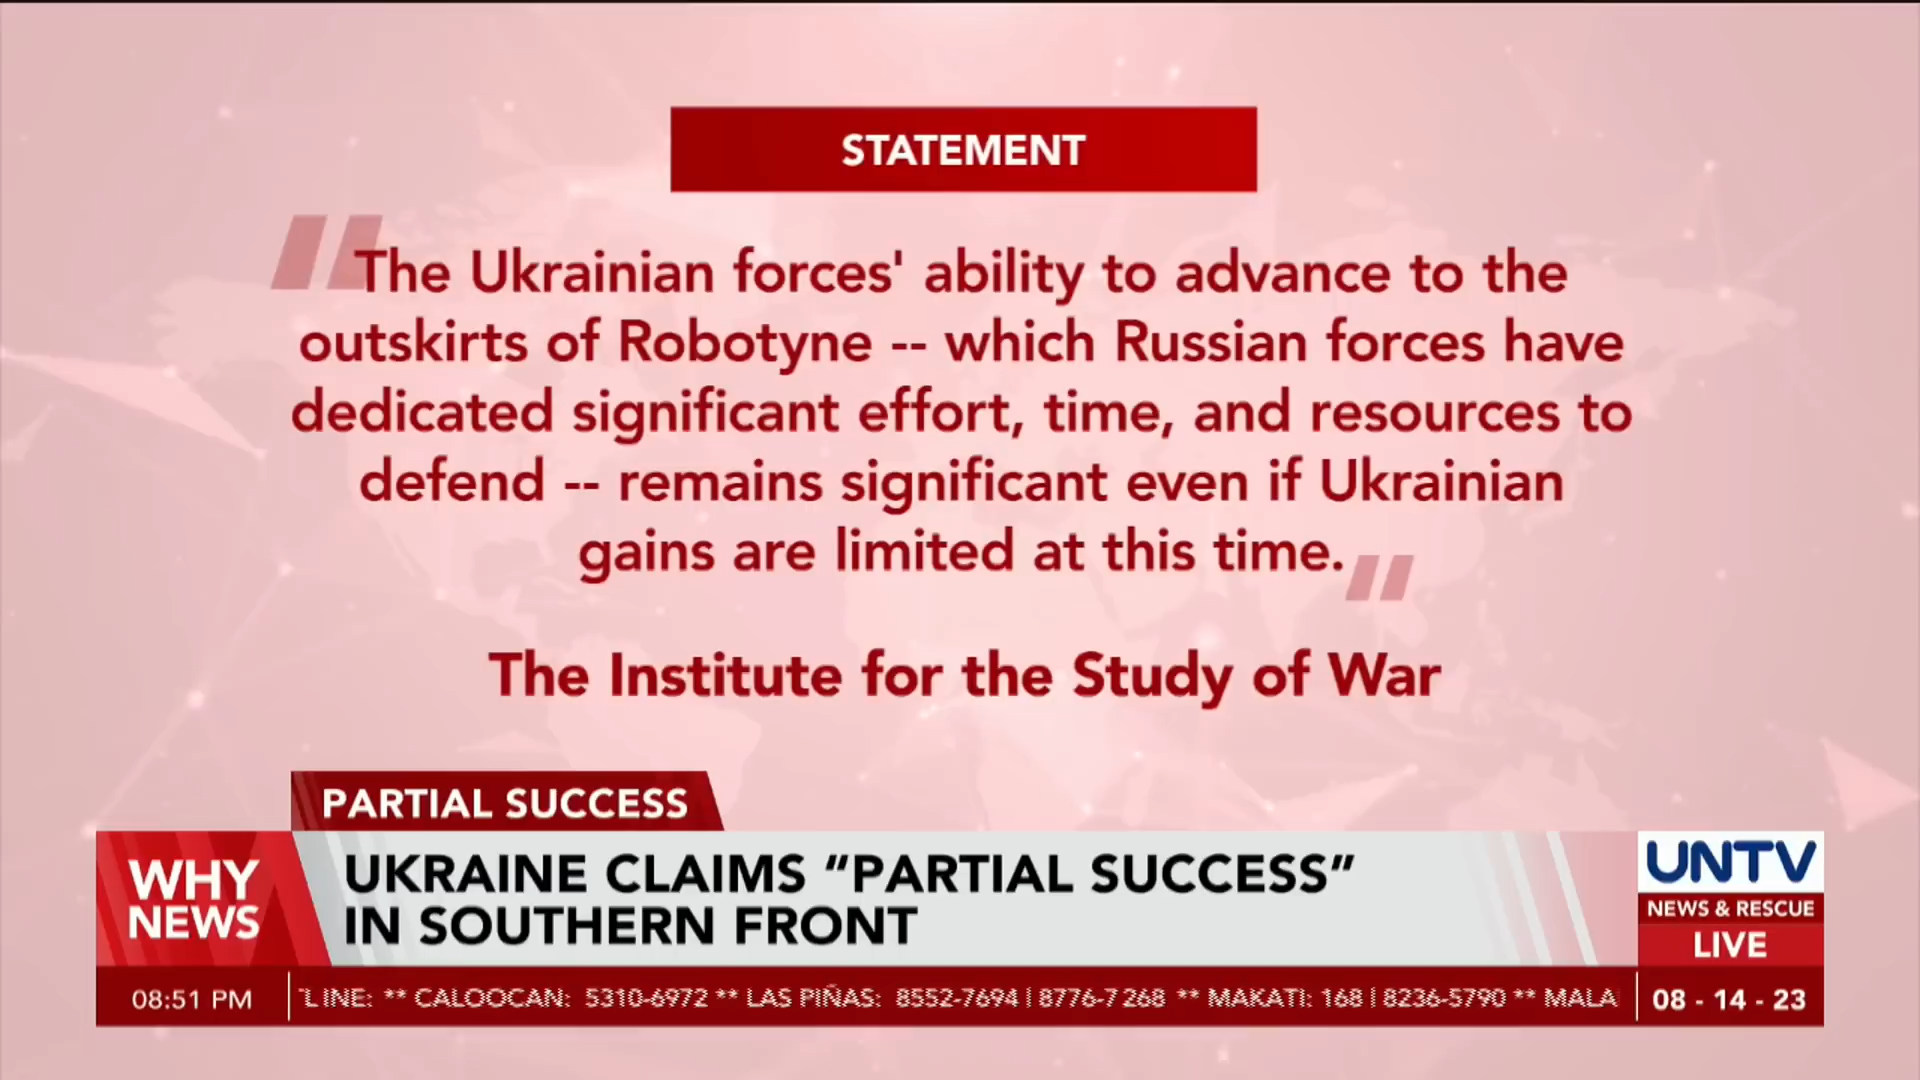 STATEMENT
"The Ukrainian forces' ability to advance to the
outskirts of Robotyne -- which Russian forces have
dedicated significant effort, time, and resources to
defend -- remains significant even if Ukrainian
gains are limited at this time."
The Institute for the Study of War
PARTIAL SUCCESS
WHY
NEWS
UKRAINE CLAIMS “PARTIAL SUCCESS”
IN SOUTHERN FRONT
UNTV
NEWS & RESCUE
LIVE
08:51 PM
LINE: ** CALOOCAN: 5310-6972 ** LAS PIÑAS: 8552-7694 | 8776-7268 ** MAKATI: 168 | 8236-5790 ** MALA
08 - 14 - 23